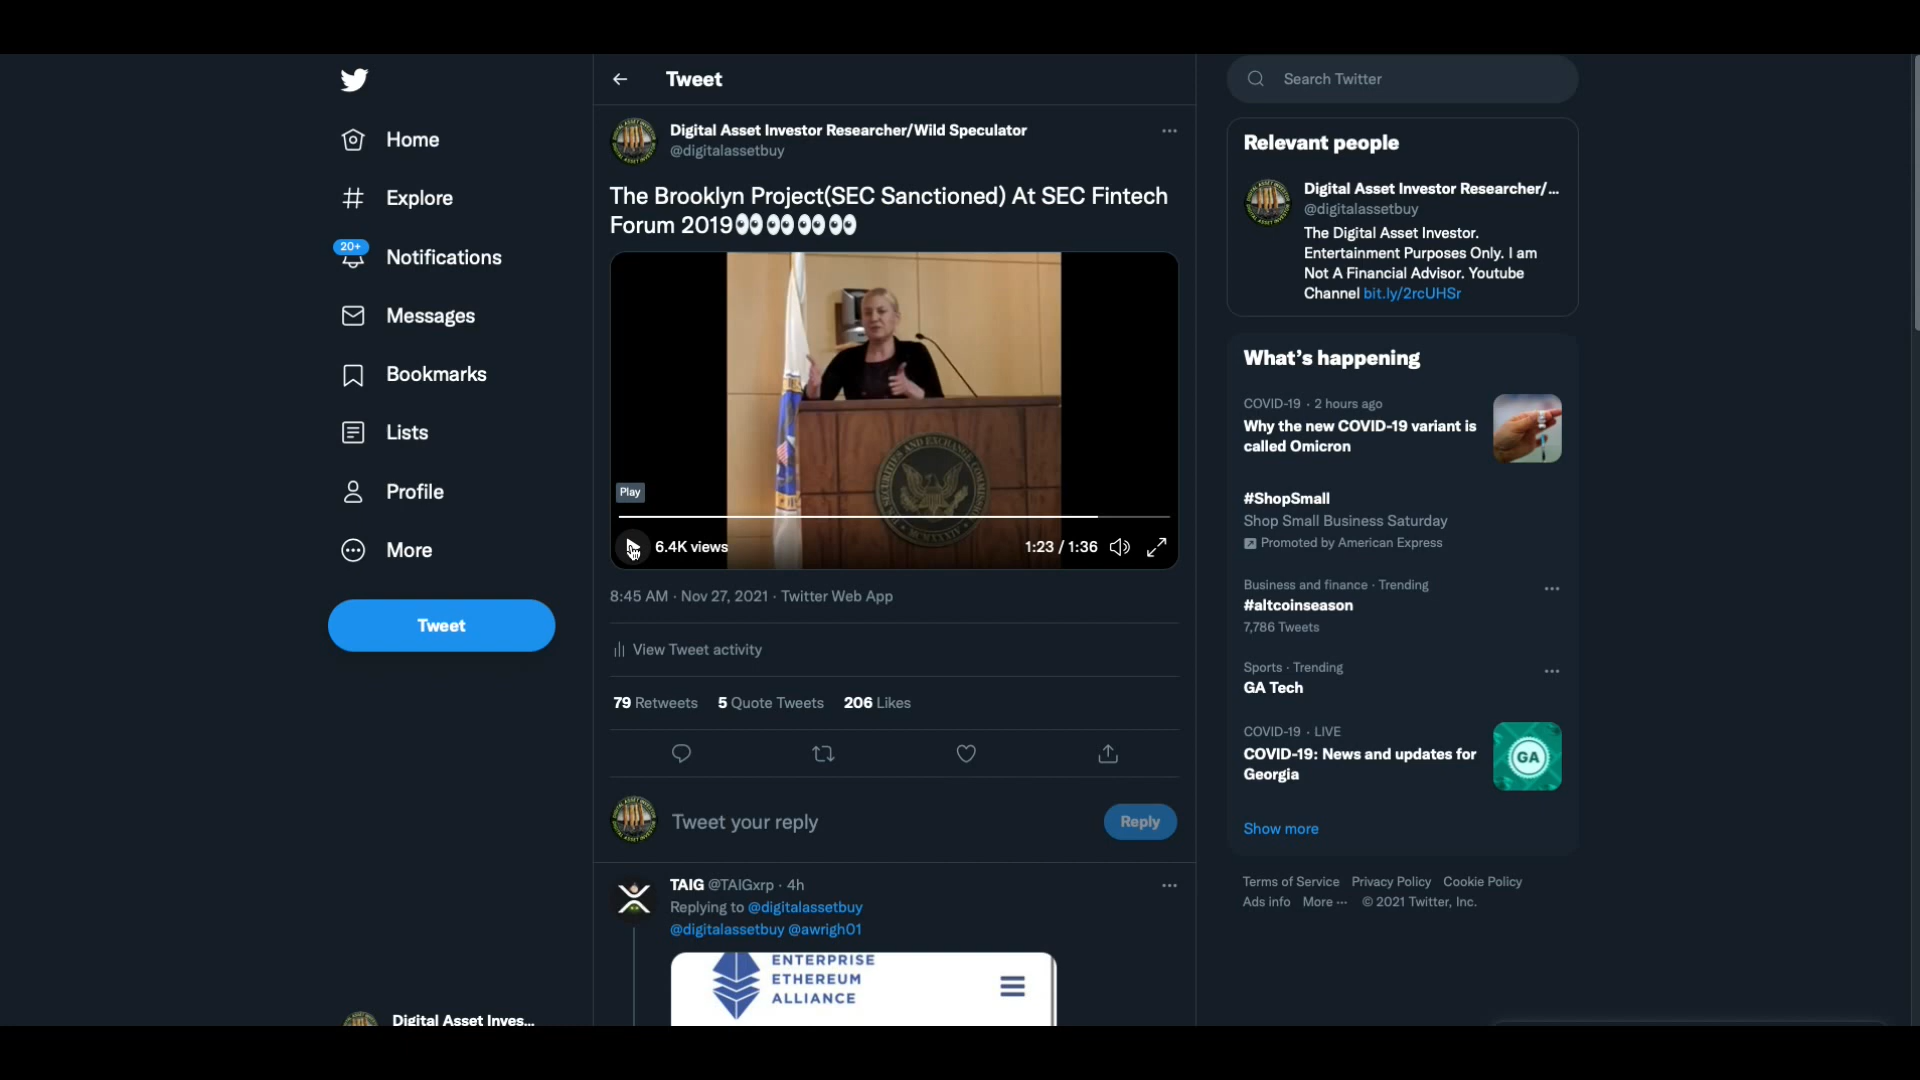 Home
Explore
20+
Notifications
Messages
Bookmarks
Lists
Profile
More
Tweet
Digital Asset Inves...
Tweet
Digital Asset Investor Researcher/Wild Speculator
@digitalassetbuy
The Brooklyn Project(SEC Sanctioned) At SEC Fintech
Forum 2019👀👀👀👀
SECURITIES AND EXCHANGE COMMISSION
MCMXXXIV
Play
6.4K views
1:23 / 1:36
8:45 AM · Nov 27, 2021 · Twitter Web App
View Tweet activity
79 Retweets 5 Quote Tweets 206 Likes
Tweet your reply
Reply
TAIG @TAIGxrp · 4h
Replying to @digitalassetbuy
@digitalassetbuy @awrigh01
ENTERPRISE
ETHEREUM
ALLIANCE
Search Twitter
Relevant people
Digital Asset Investor Researcher/...
@digitalassetbuy
The Digital Asset Investor.
Entertainment Purposes Only. I am
Not A Financial Advisor. Youtube
Channel bit.ly/2rcUHSr
What's happening
COVID-19 · 2 hours ago
Why the new COVID-19 variant is
called Omicron
#ShopSmall
Shop Small Business Saturday
Promoted by American Express
Business and finance · Trending
#altcoinseason
7,786 Tweets
Sports · Trending
GA Tech
COVID-19 · LIVE
COVID-19: News and updates for
Georgia
GA
Show more
Terms of Service Privacy Policy Cookie Policy
Ads info More ··· © 2021 Twitter, Inc.